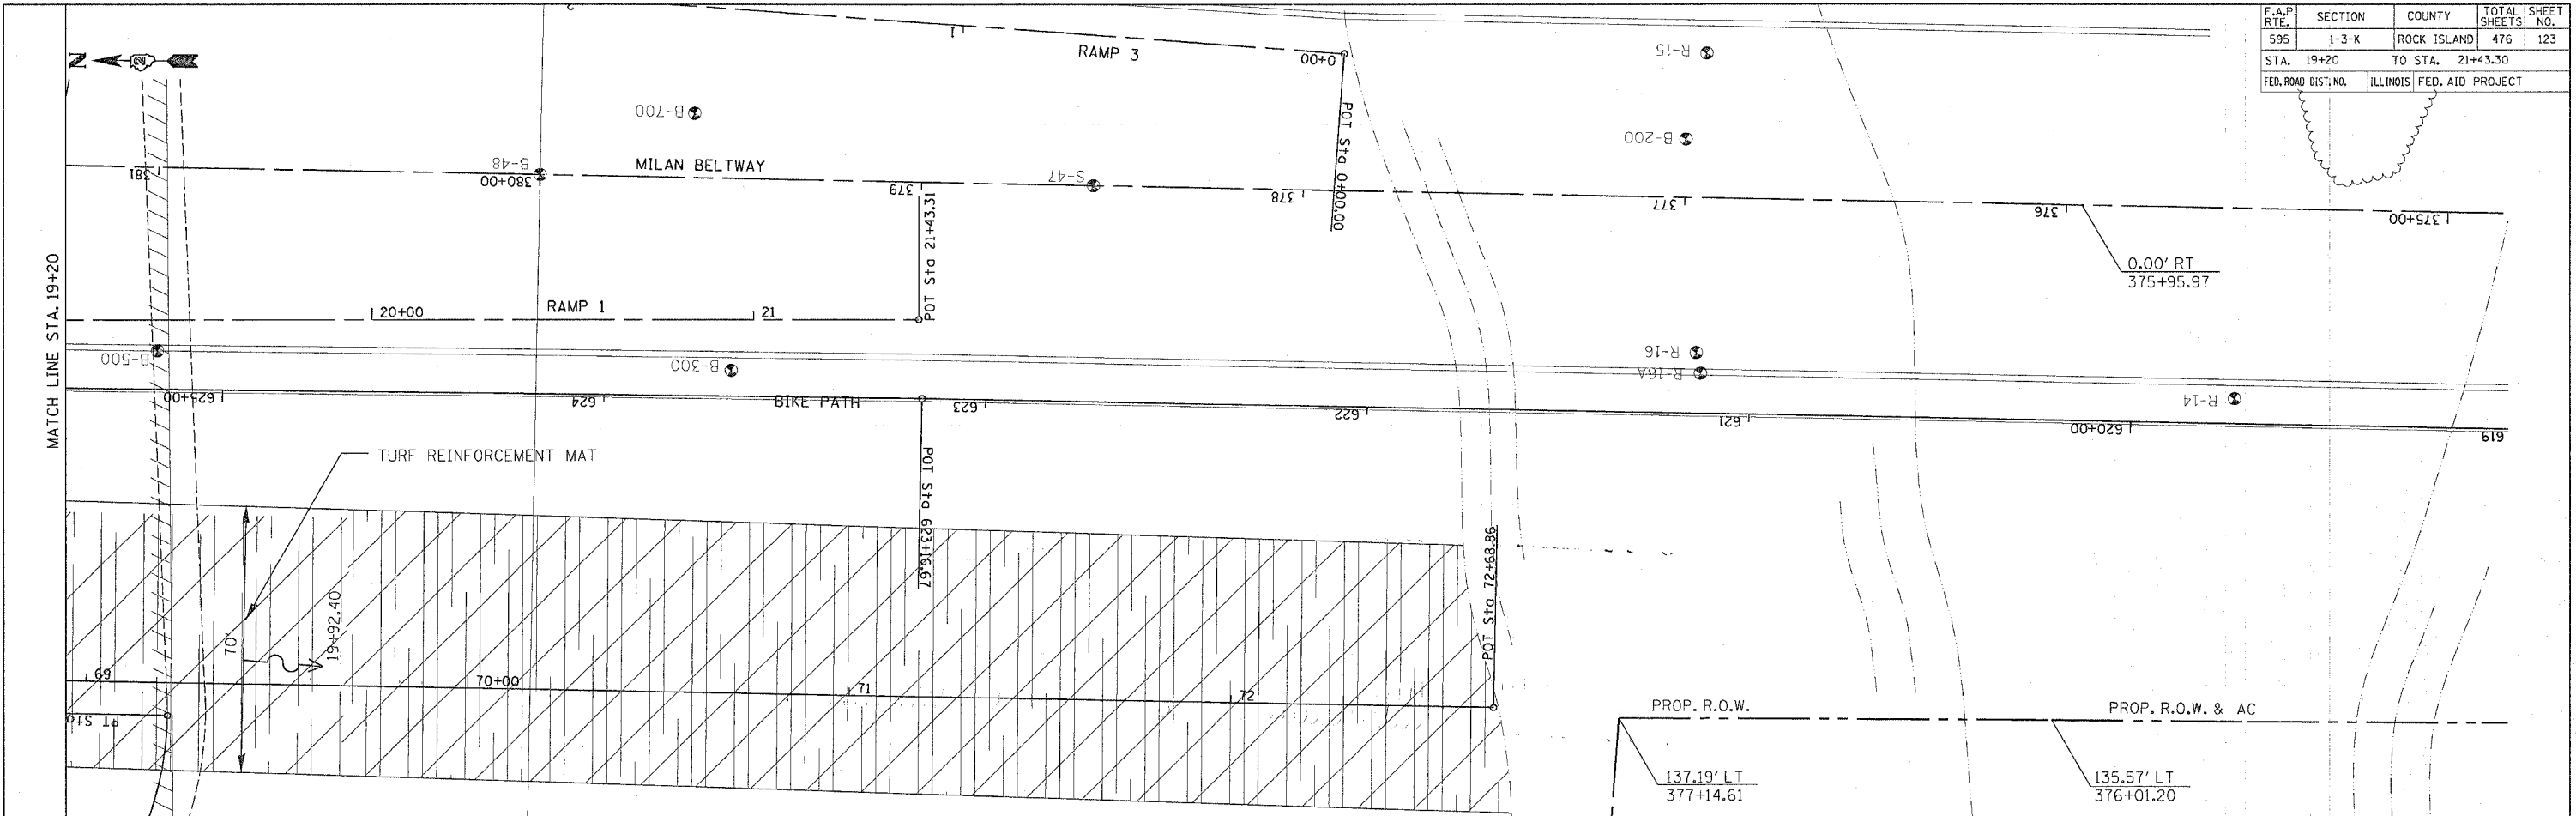 F.A.P. RTE. SECTION COUNTY TOTAL SHEETS SHEET NO.
595 1-3-K ROCK ISLAND 476 123
STA. 19+20 TO STA. 21+43.30
FED. ROAD DIST. NO. ILLINOIS FED. AID PROJECT
N
2
2
1
RAMP 3
0+00
POT Sta 0+00.00
R-15
B-700
B-200
381
B-48
380+00
MILAN BELTWAY
379
S-47
378
377
376
375+00
0.00' RT
375+95.97
MATCH LINE STA. 19+20
20+00
RAMP 1
21
POT Sta 21+43.31
B-500
B-300
R-16
R-16A
R-14
625+00
624
BIKE PATH
623
622
621
620+00
619
POT Sta 623+16.67
TURF REINFORCEMENT MAT
70'
19+92.40
69
70+00
71
72
POT Sta 72+68.86
PT Sta
PROP. R.O.W.
PROP. R.O.W. & AC
137.19' LT
377+14.61
135.57' LT
376+01.20